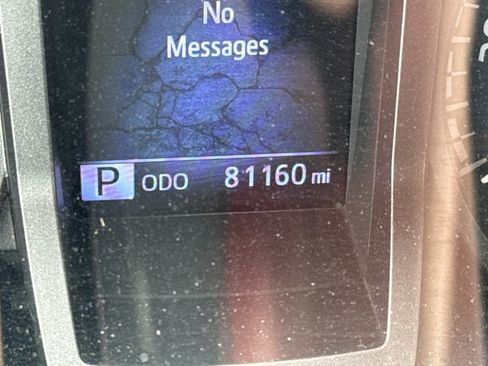 No
Messages
P ODO 81160 mi